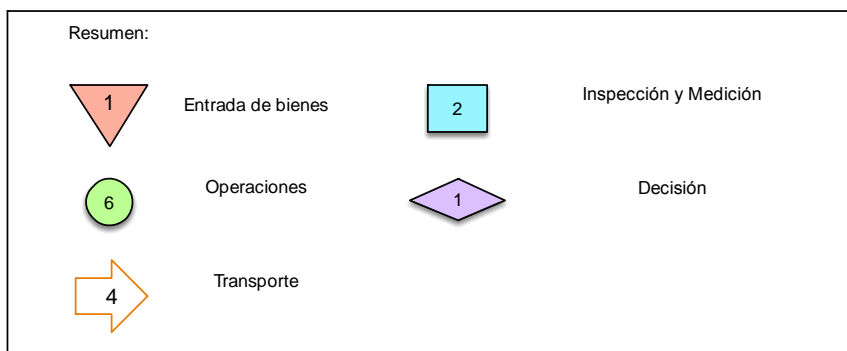 Resumen:
1 Entrada de bienes
2 Inspección y Medición
6 Operaciones
1 Decisión
4 Transporte